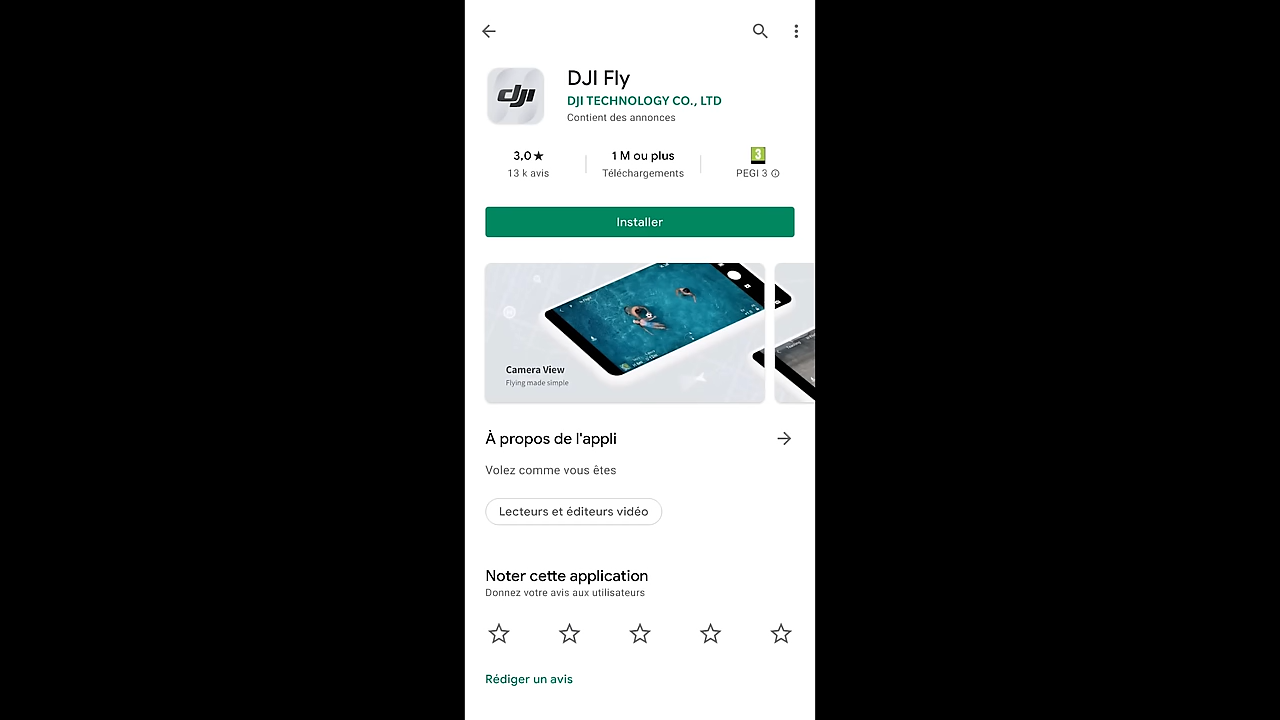 dji
DJI Fly
DJI TECHNOLOGY CO., LTD
Contient des annonces
3,0★
13 k avis
1 M ou plus
Téléchargements
3
PEGI 3
Installer
Camera View
Flying made simple
À propos de l'appli
Volez comme vous êtes
Lecteurs et éditeurs vidéo
Noter cette application
Donnez votre avis aux utilisateurs
Rédiger un avis